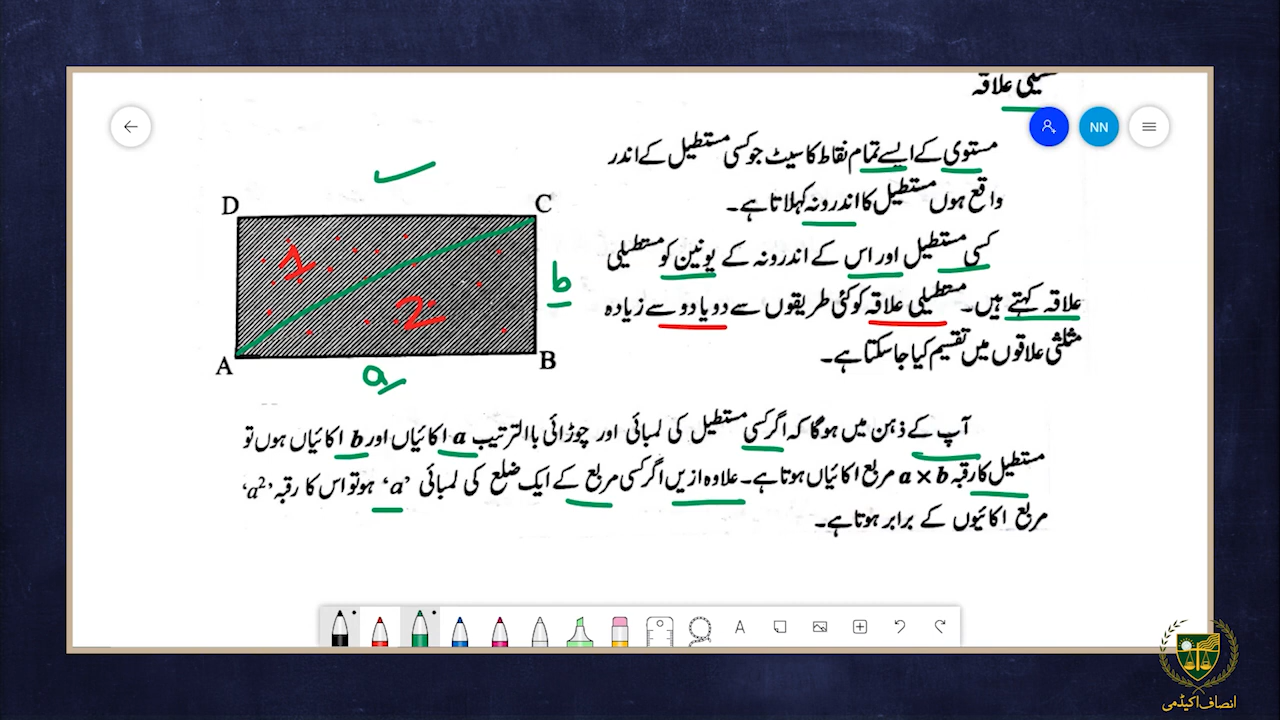 علاقہ
NN
مستوی کے ایسے تمام نقاط کا سیٹ جو کسی مستطیل کے اندر
واقع ہوں مستطیل کا اندرونہ کہلاتا ہے۔
کسی مستطیل اور اس کے اندرونہ کے یونین کو مستطیلی
علاقہ کہتے ہیں۔ مستطیلی علاقہ کو کئی طریقوں سے دو یا دو سے زیادہ
مثلثی علاقوں میں تقسیم کیا جا سکتا ہے۔
D
C
1
2
b
A
B
a
آپ کے ذہن میں ہوگا کہ اگر کسی مستطیل کی لمبائی اور چوڑائی باالترتیب a اکائیاں اور b اکائیاں ہوں تو
مستطیل کا رقبہ a × b مربع اکائیاں ہوتا ہے۔ علاوہ ازیں اگر کسی مربع کے ایک ضلع کی لمبائی ‘a’ ہو تو اس کا رقبہ ‘a²’
مربع اکائیوں کے برابر ہوتا ہے۔
A
انصاف اکیڈمی